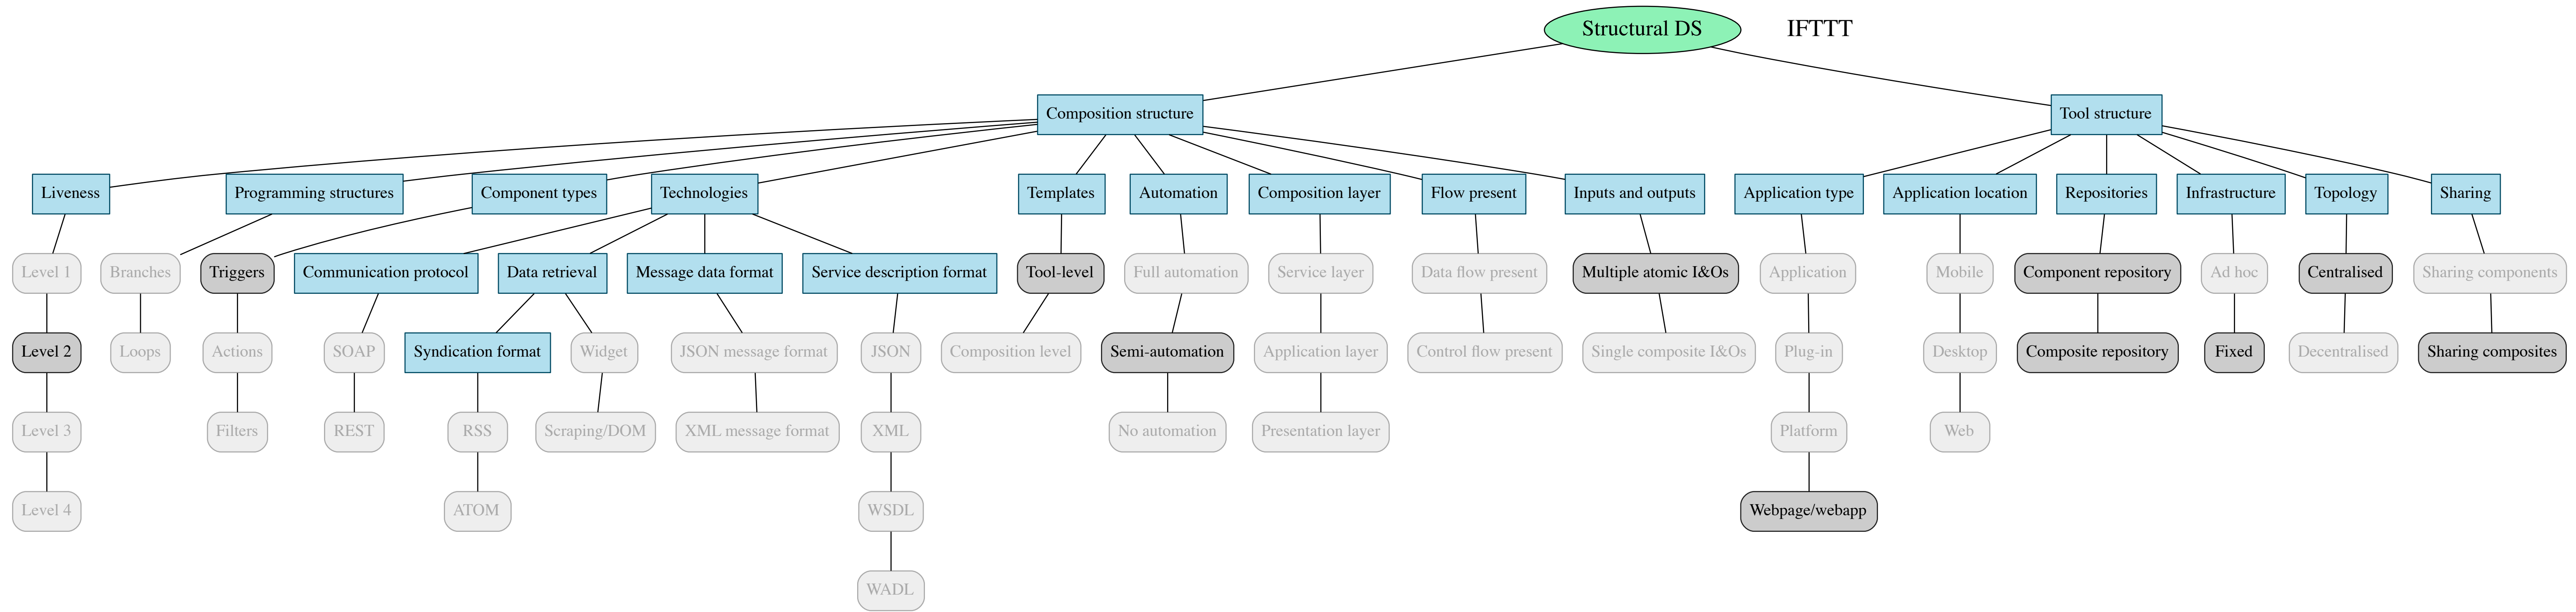 Structural DS
IFTTT
Composition structure
Tool structure
Liveness
Programming structures
Component types
Technologies
Templates
Automation
Composition layer
Flow present
Inputs and outputs
Application type
Application location
Repositories
Infrastructure
Topology
Sharing
Level 1
Branches
Triggers
Communication protocol
Data retrieval
Message data format
Service description format
Tool-level
Full automation
Service layer
Data flow present
Multiple atomic I&Os
Application
Mobile
Component repository
Ad hoc
Centralised
Sharing components
Level 2
Loops
Actions
SOAP
Syndication format
Widget
JSON message format
JSON
Composition level
Semi-automation
Application layer
Control flow present
Single composite I&Os
Plug-in
Desktop
Composite repository
Fixed
Decentralised
Sharing composites
Level 3
Filters
REST
RSS
Scraping/DOM
XML message format
XML
No automation
Presentation layer
Platform
Web
Level 4
ATOM
WSDL
Webpage/webapp
WADL